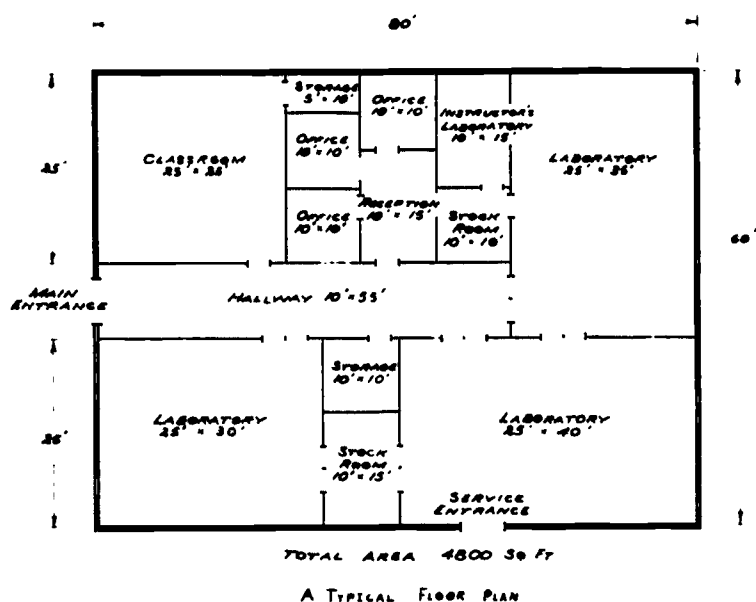 80'
STORAGE
5' × 10'
OFFICE
10' × 10'
INSTRUCTOR'S
LABORATORY
10' × 15'
OFFICE
10' × 10'
25'
CLASSROOM
25' × 25'
LABORATORY
25' × 25'
RECEPTION
10' × 15'
OFFICE
10' × 10'
STOCK
ROOM
10' × 10'
60'
MAIN
ENTRANCE
HALLWAY 10' × 55'
STORAGE
10' × 10'
25'
LABORATORY
25' × 30'
LABORATORY
25' × 40'
STOCK
ROOM
10' × 15'
SERVICE
ENTRANCE
TOTAL AREA 4800 SQ FT
A TYPICAL FLOOR PLAN